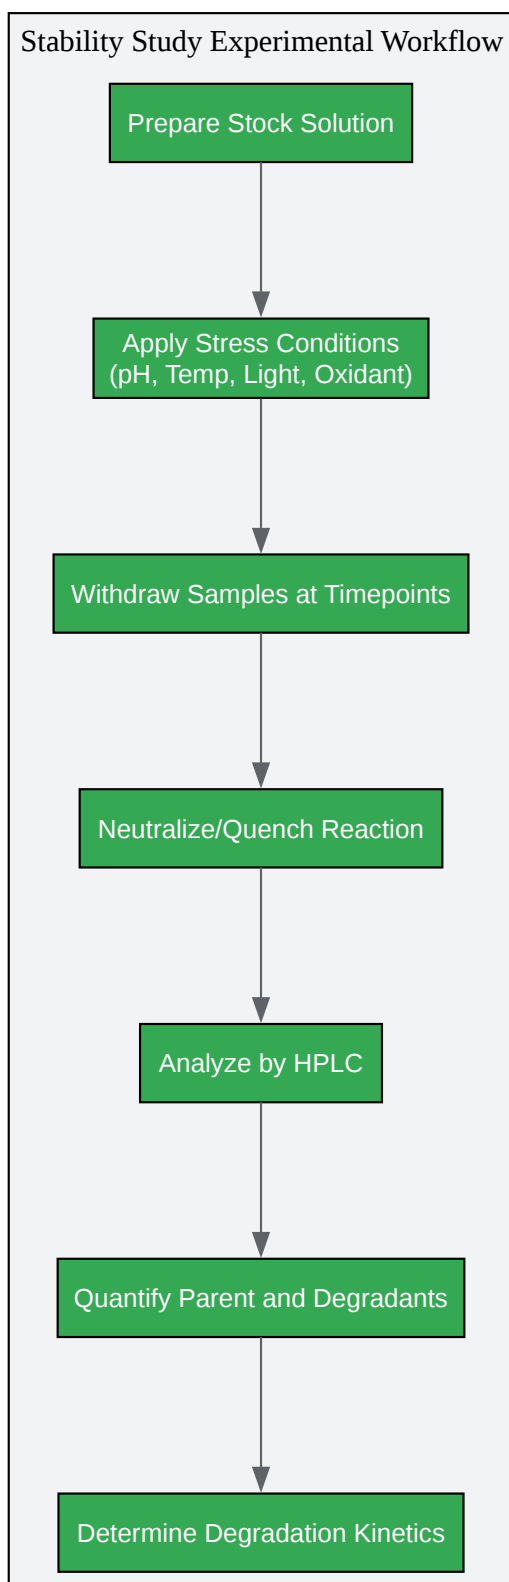 Stability Study Experimental Workflow
Prepare Stock Solution
Apply Stress Conditions
(pH, Temp, Light, Oxidant)
Withdraw Samples at Timepoints
Neutralize/Quench Reaction
Analyze by HPLC
Quantify Parent and Degradants
Determine Degradation Kinetics